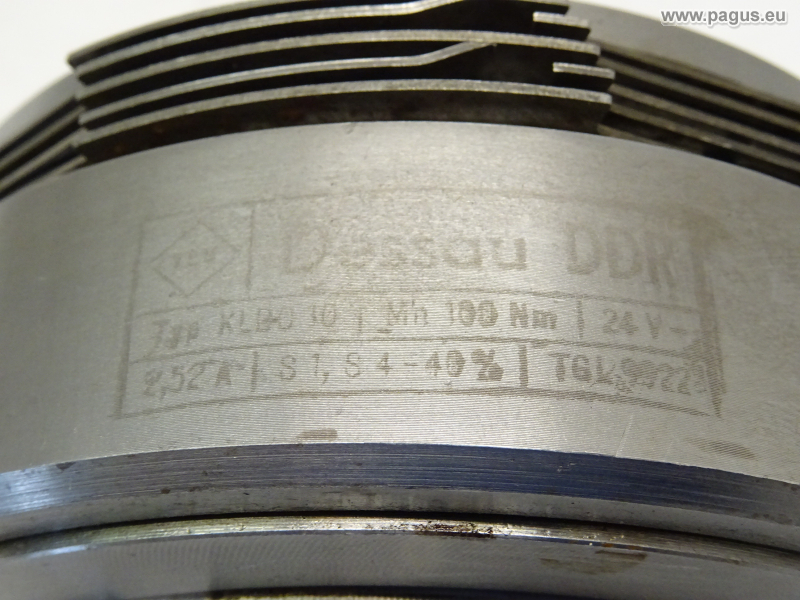 www.pagus.eu
Dessau DDR
Typ KLDO 10 | Mh 100 Nm | 24 V -
2,52 A | S 1, S 4 - 40 % | TGL